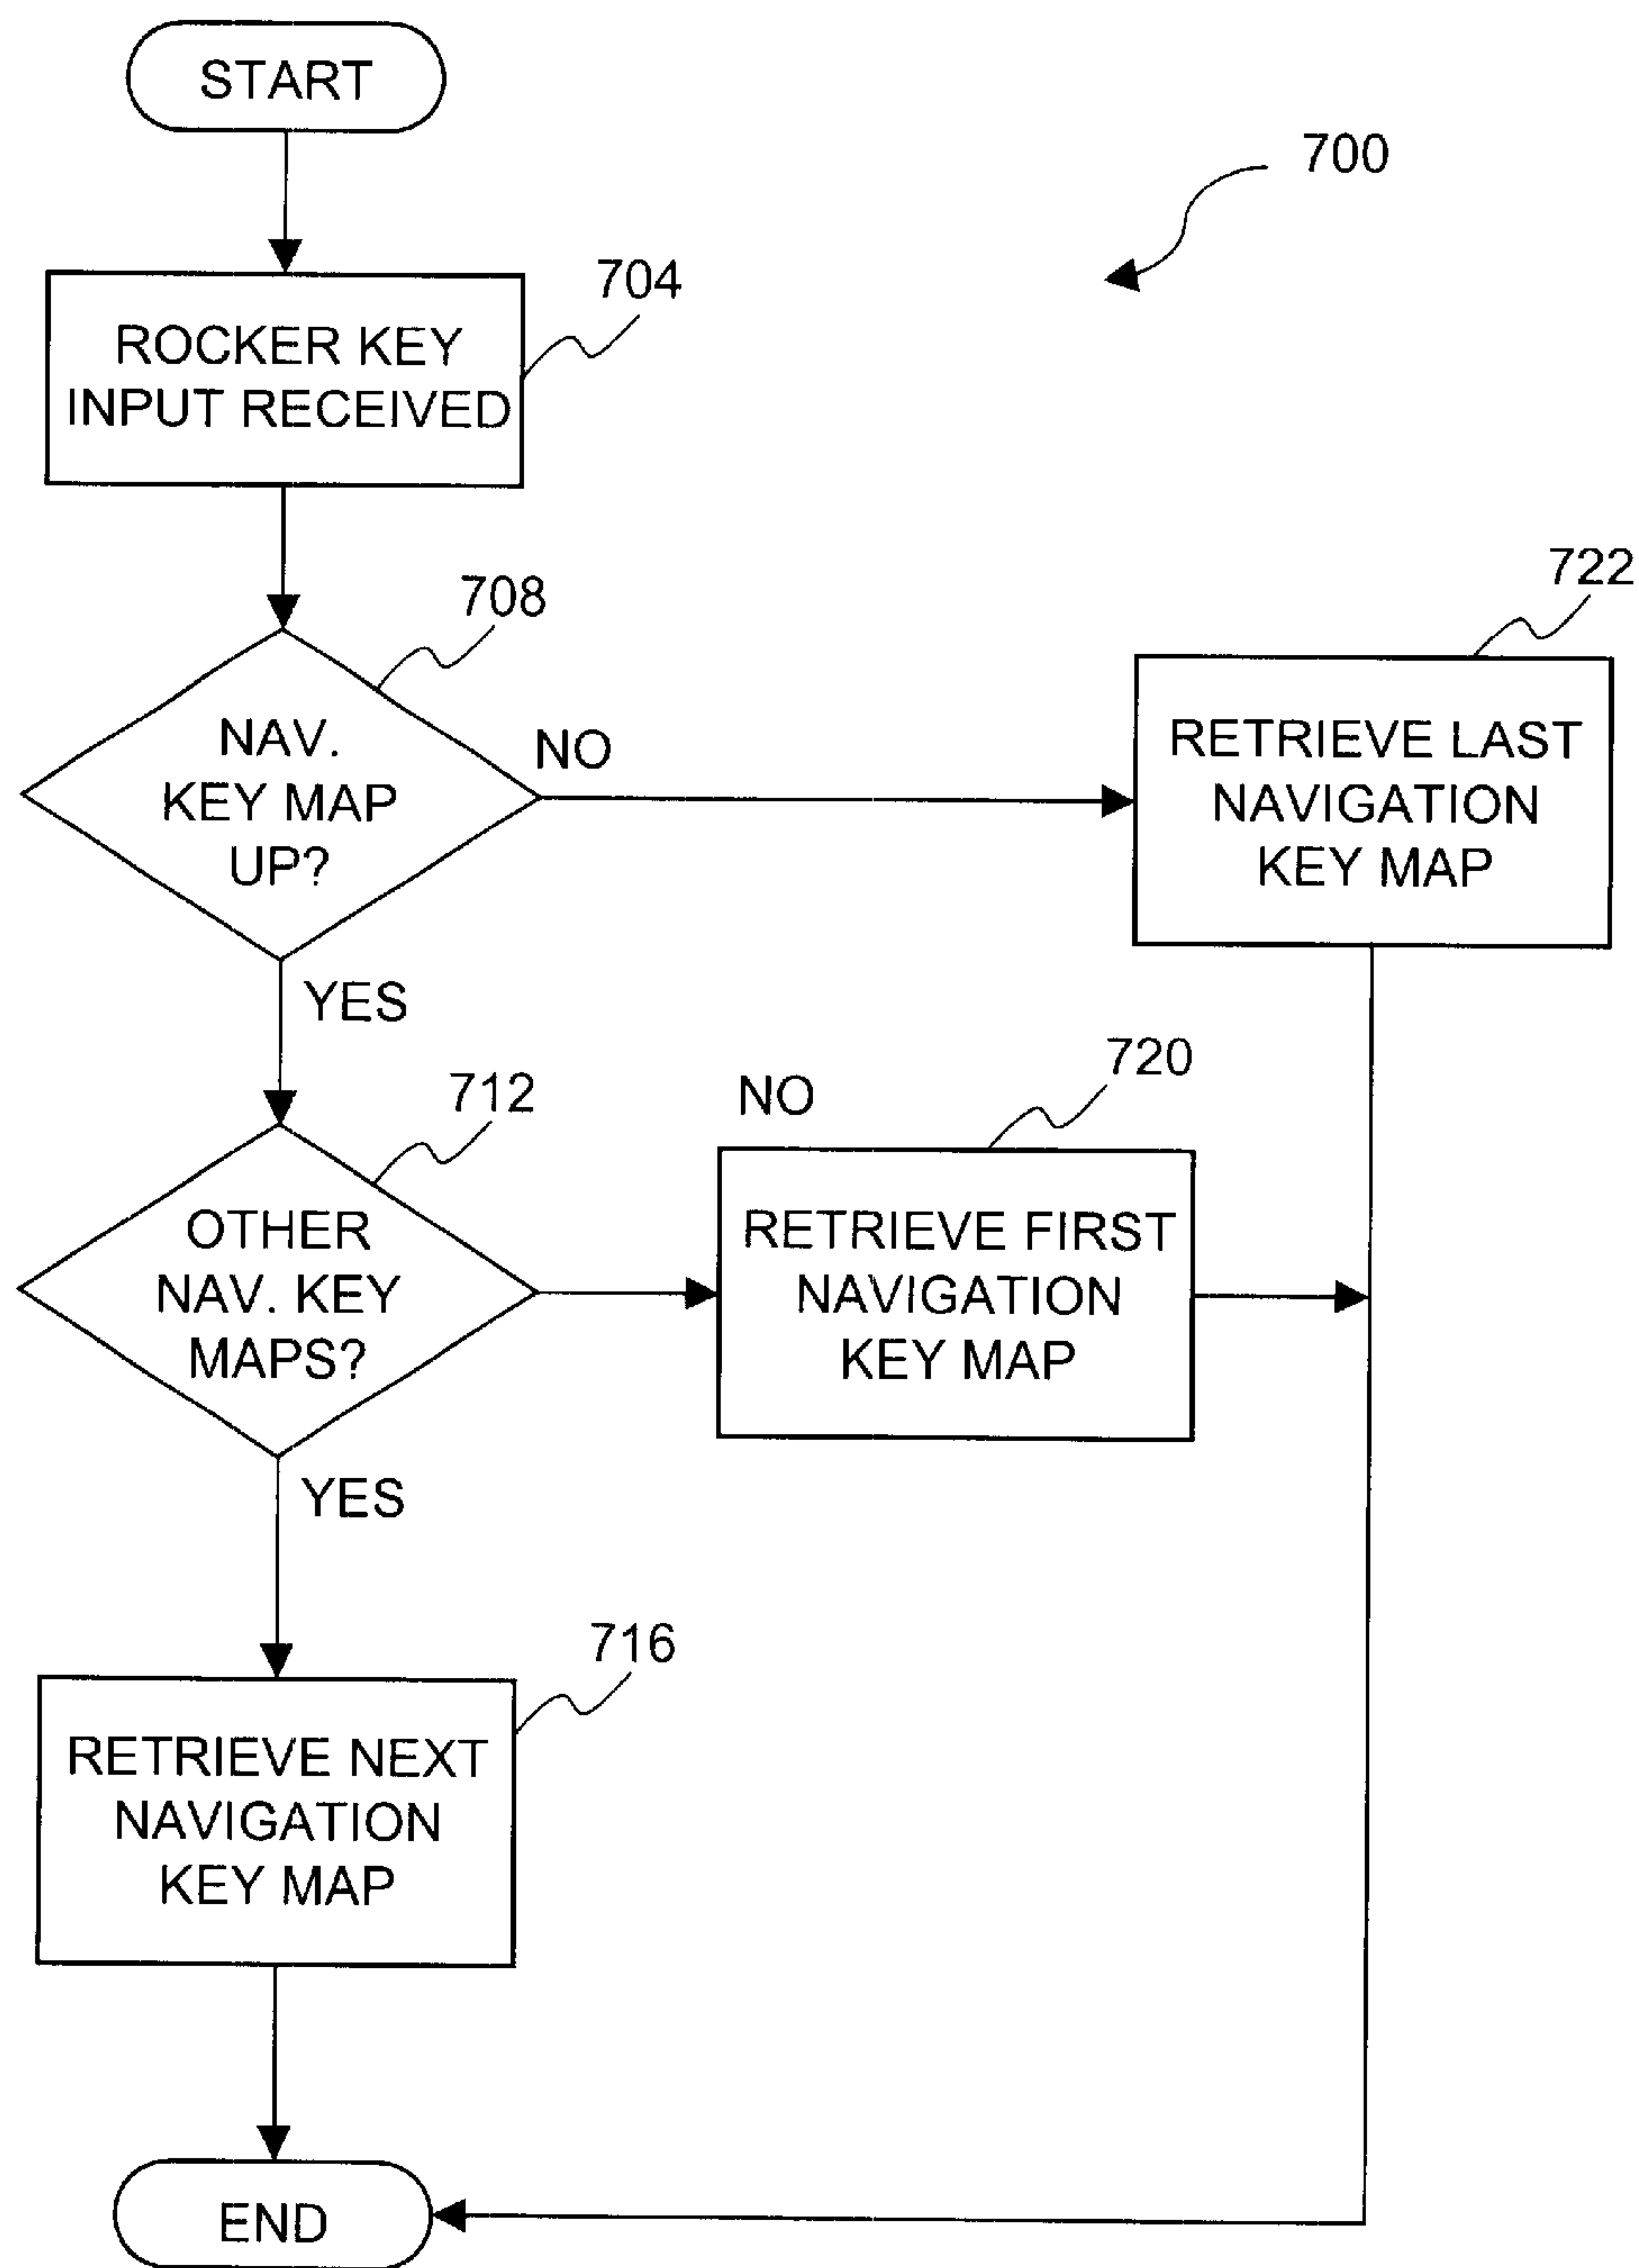 START
700
704
ROCKER KEY
INPUT RECEIVED
708
NAV.
KEY MAP
UP?
NO
722
RETRIEVE LAST
NAVIGATION
KEY MAP
YES
712
OTHER
NAV. KEY
MAPS?
NO
720
RETRIEVE FIRST
NAVIGATION
KEY MAP
YES
716
RETRIEVE NEXT
NAVIGATION
KEY MAP
END